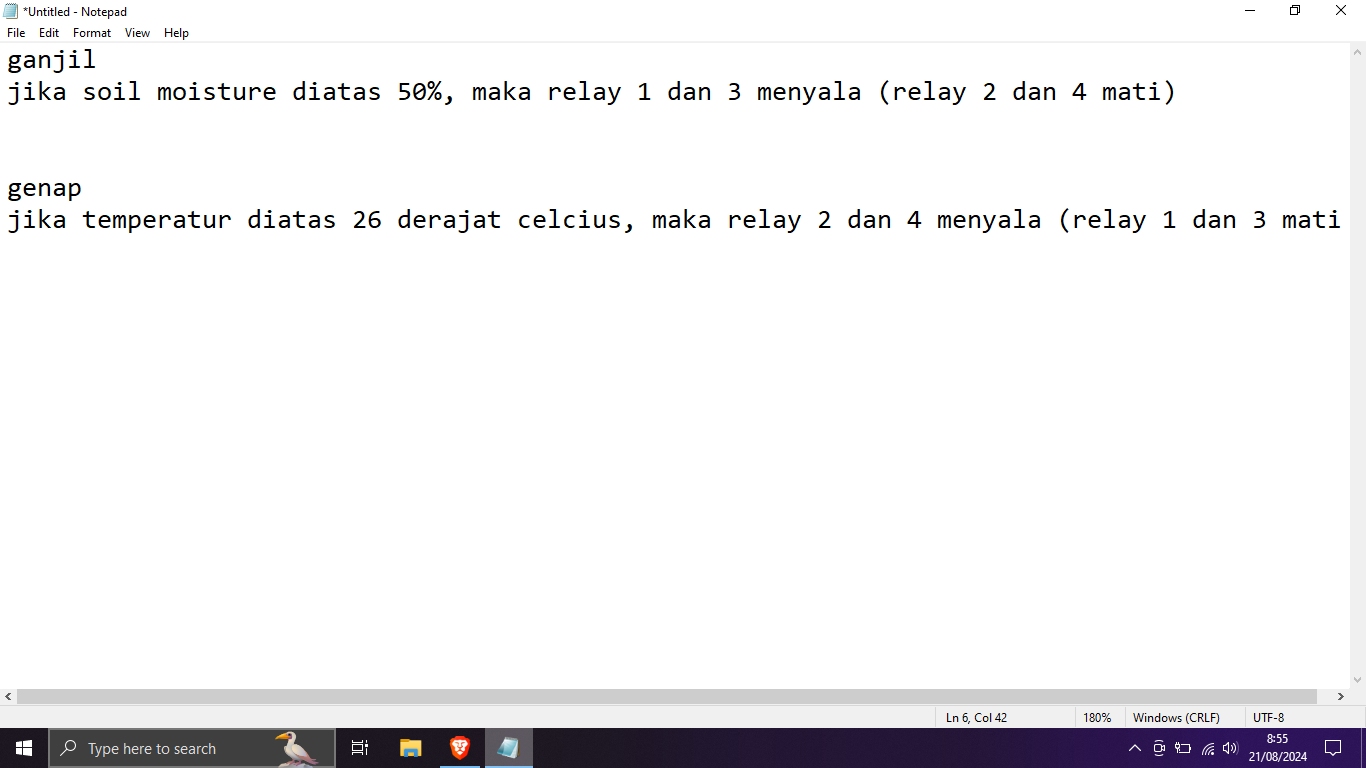 *Untitled - Notepad
File Edit Format View Help
ganjil
jika soil moisture diatas 50%, maka relay 1 dan 3 menyala (relay 2 dan 4 mati)
genap
jika temperatur diatas 26 derajat celcius, maka relay 2 dan 4 menyala (relay 1 dan 3 mati
Ln 6, Col 42 180% Windows (CRLF) UTF-8
Type here to search
8:55
21/08/2024